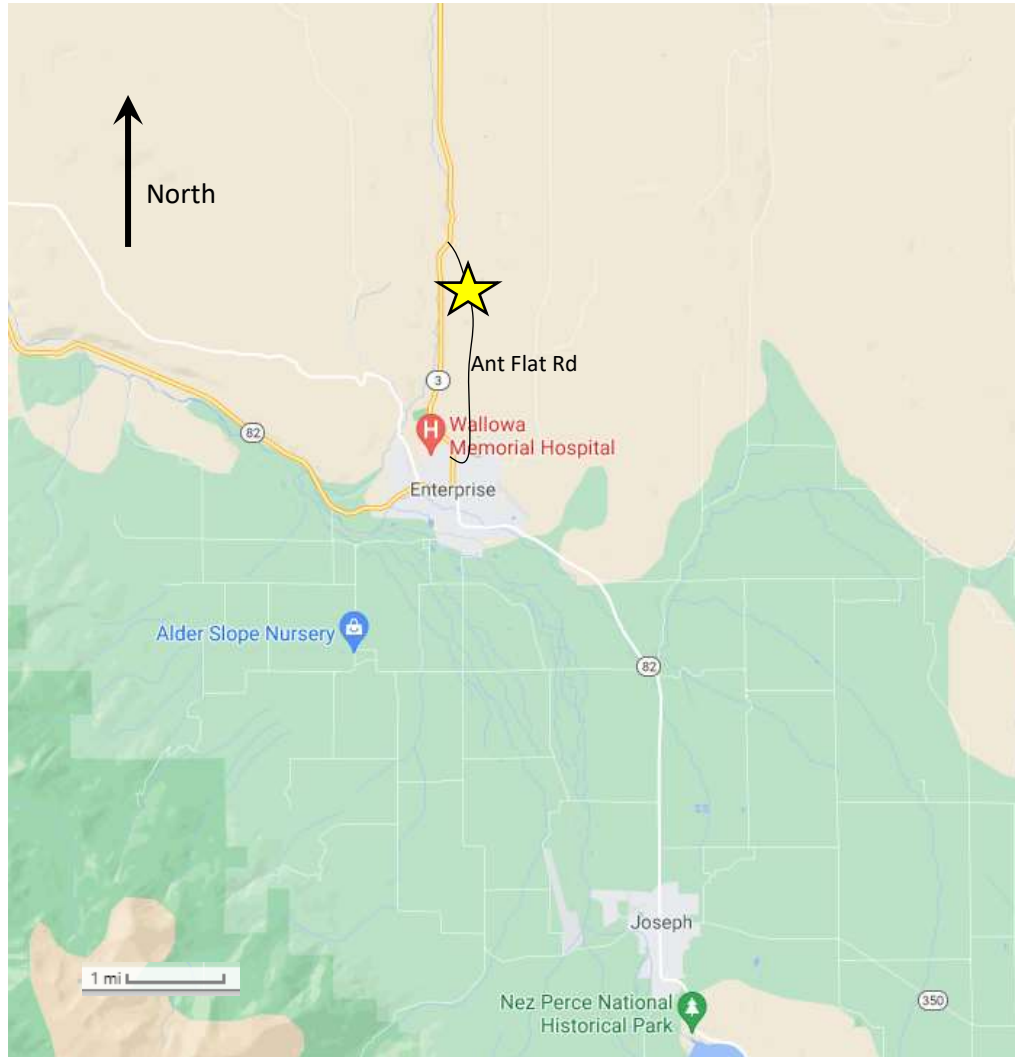 North
Ant Flat Rd
3
Wallowa
Memorial Hospital
82
Enterprise
Alder Slope Nursery
82
Joseph
1 mi
Nez Perce National
Historical Park
350
H